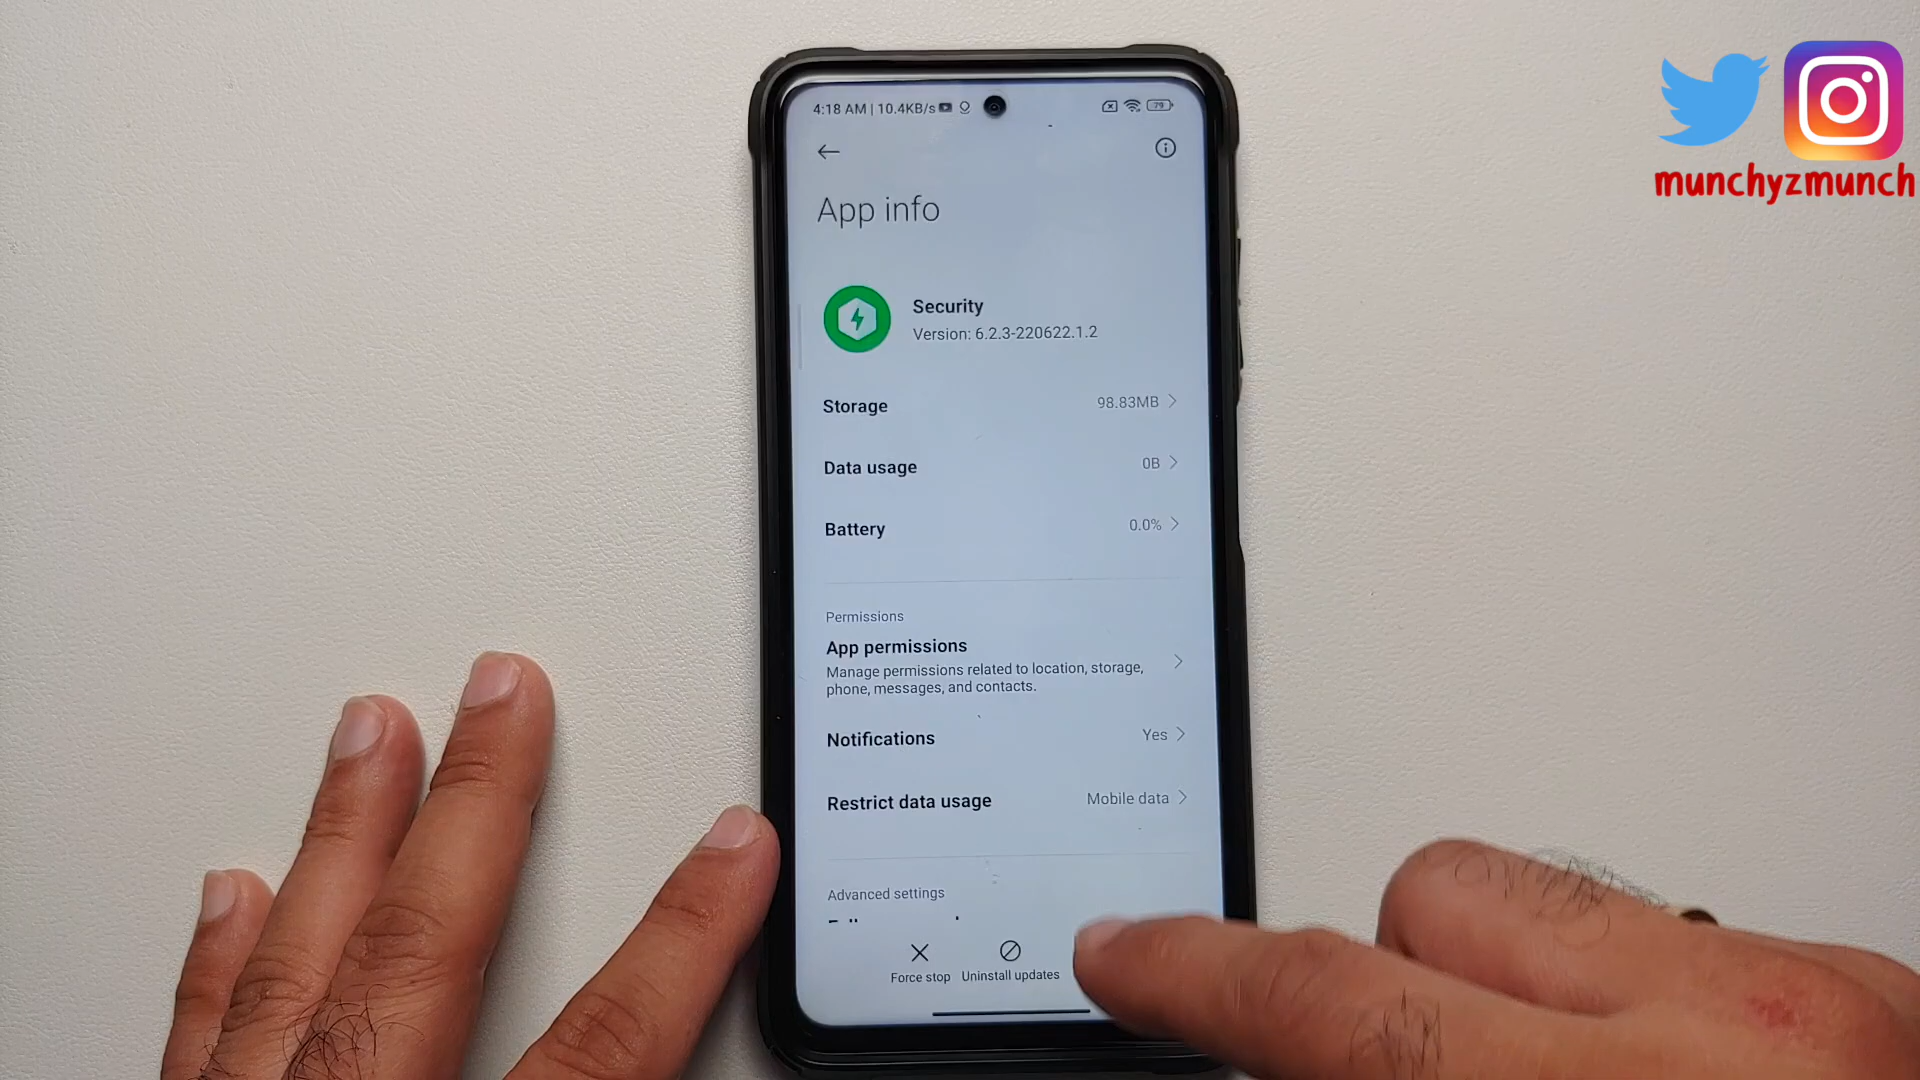 4:18 AM | 10.4KB/s
79
App info
Security
Version: 6.2.3-220622.1.2
Storage
98.83MB
Data usage
0B
Battery
0.0%
Permissions
App permissions
Manage permissions related to location, storage,
phone, messages, and contacts.
Notifications
Yes
Restrict data usage
Mobile data
Advanced settings
Force stop
Uninstall updates
munchyzmunch